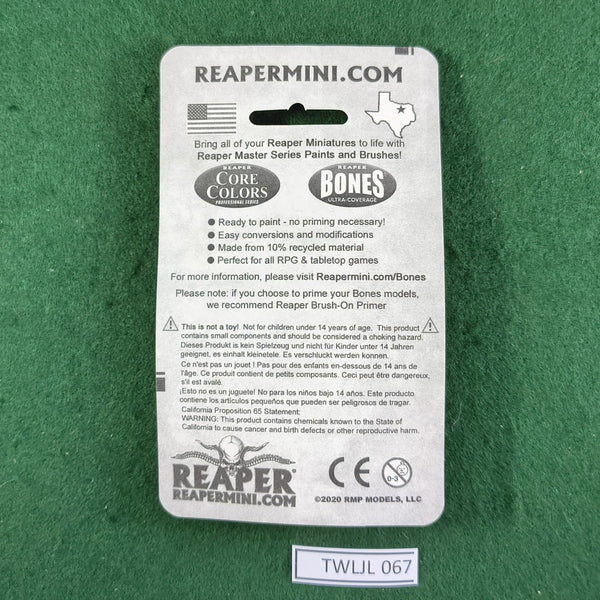 REAPERMINI.COM
Bring all of your Reaper Miniatures to life with
Reaper Master Series Paints and Brushes!
REAPER
CORE
COLORS
PROFESSIONAL SERIES
REAPER
BONES
ULTRA-COVERAGE
● Ready to paint - no priming necessary!
● Easy conversions and modifications
● Made from 10% recycled material
● Perfect for all RPG & tabletop games
For more information, please visit Reapermini.com/Bones
Please note: if you choose to prime your Bones models,
we recommend Reaper Brush-On Primer
This is not a toy! Not for children under 14 years of age. This product
contains small components and should be considered a choking hazard.
Dieses Produkt is kein Spielzeug und nicht für Kinder unter 14 Jahren
geeignet, es einhalt kleinetele. Es verschluckt werden konnen.
Ce n'est pas un jouet ! Pas pour des enfants en-dessous de 14 ans de
l'âge. Ce produit contient de petits composants. Ceci peut être dangereux,
s'il est avalé.
¡Esto no es un juguete! No para los niños bajo 14 años. Este producto
contiene los artículos pequeños que pueden ser peligrosos de tragar.
California Proposition 65 Statement:
WARNING: This product contains chemicals known to the State of
California to cause cancer and birth defects or other reproductive harm.
REAPER
REAPERMINI.COM
CE
0-3
©2020 RMP MODELS, LLC
TWLJL 067